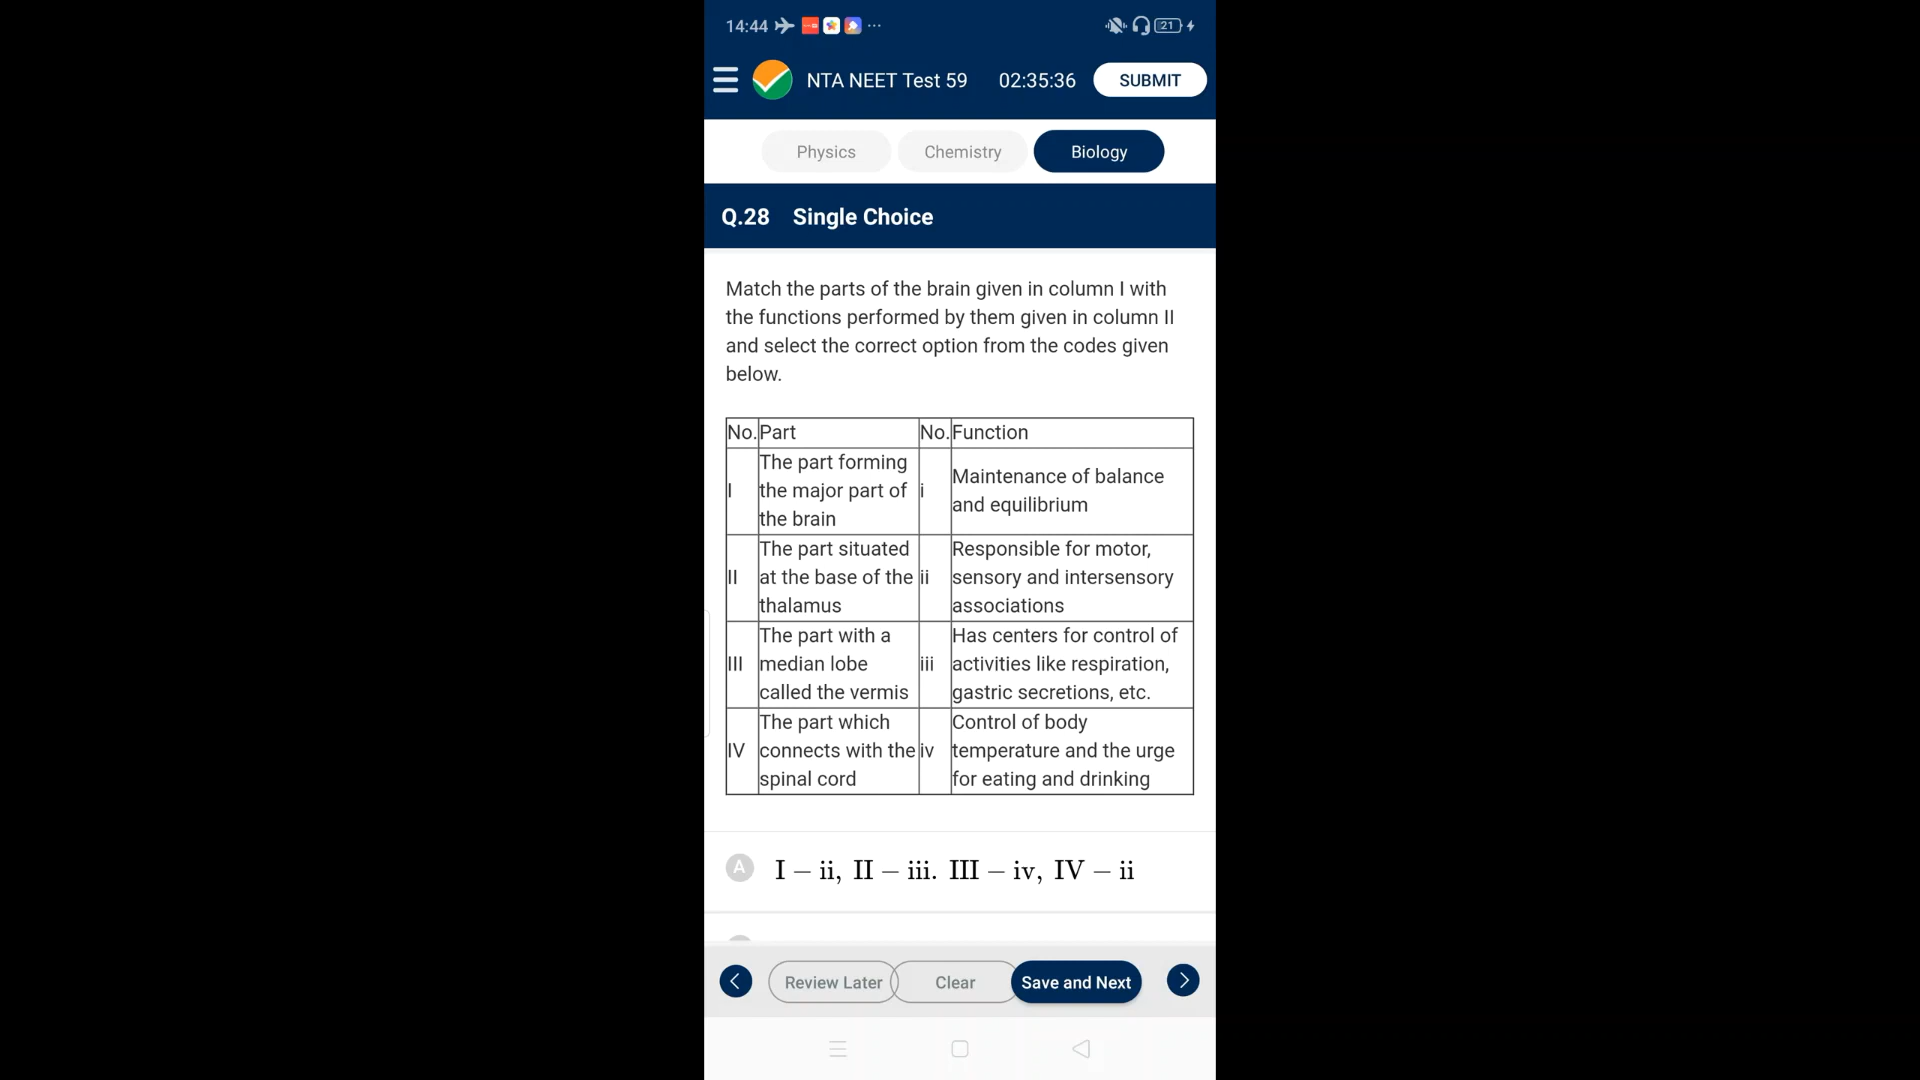 14:44 ... 21
NTA NEET Test 59 02:35:36 SUBMIT
Physics Chemistry Biology
Q.28 Single Choice
Match the parts of the brain given in column I with
the functions performed by them given in column II
and select the correct option from the codes given
below.
No. Part No. Function
I The part forming the major part of the brain i Maintenance of balance and equilibrium
II The part situated at the base of the thalamus ii Responsible for motor, sensory and intersensory associations
III The part with a median lobe called the vermis iii Has centers for control of activities like respiration, gastric secretions, etc.
IV The part which connects with the spinal cord iv Control of body temperature and the urge for eating and drinking
A I – ii, II – iii. III – iv, IV – ii
Review Later Clear Save and Next